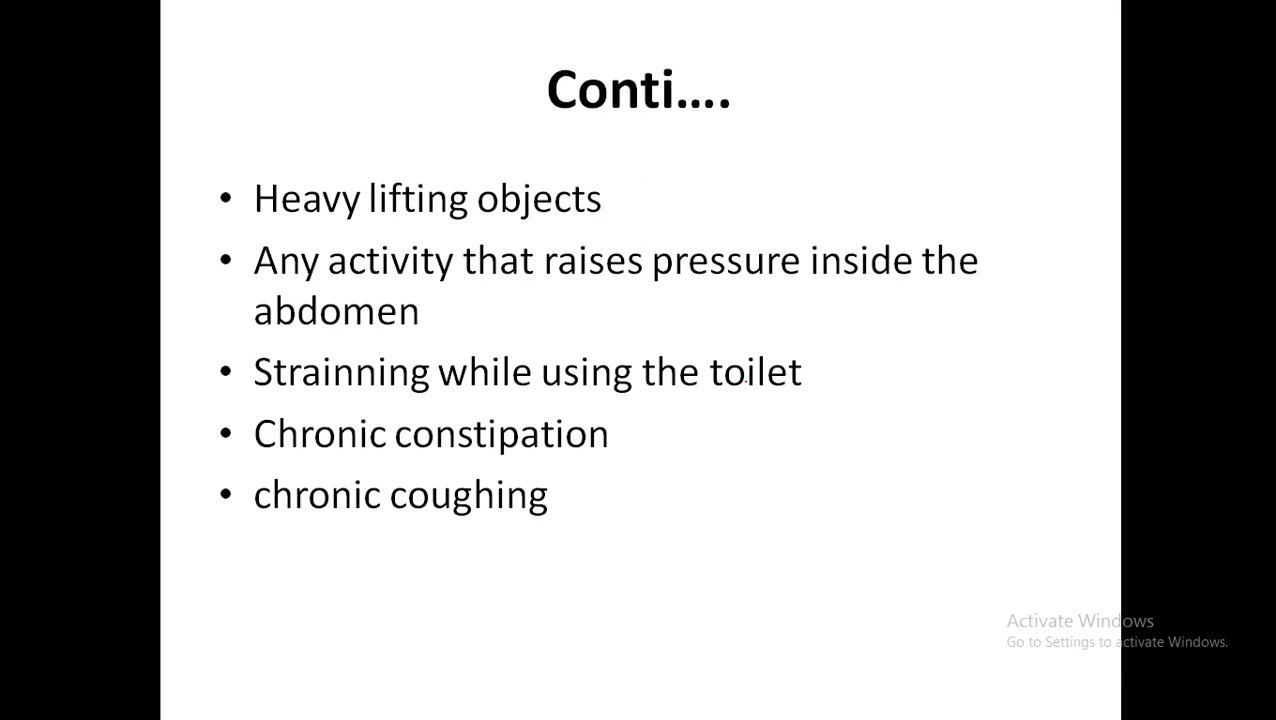 Conti....
• Heavy lifting objects
• Any activity that raises pressure inside the
abdomen
• Strainning while using the toilet
• Chronic constipation
• chronic coughing
Activate Windows
Go to Settings to activate Windows.